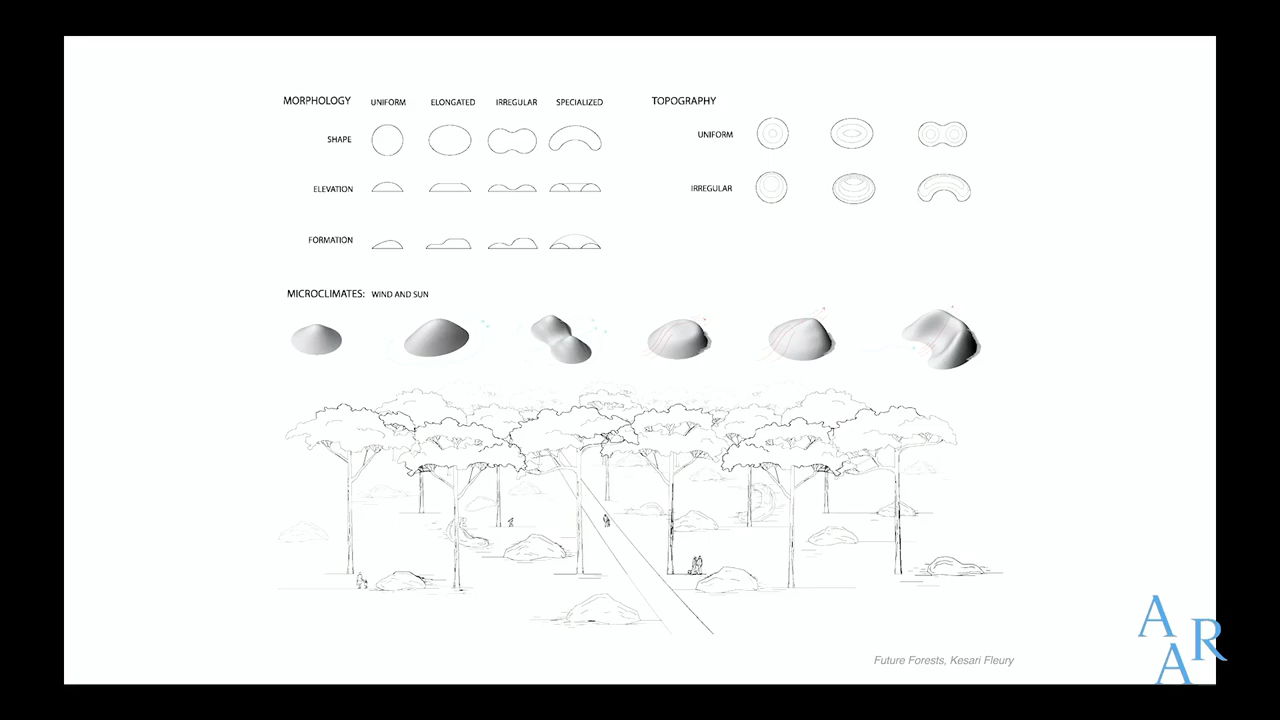 MORPHOLOGY UNIFORM ELONGATED IRREGULAR SPECIALIZED
SHAPE
ELEVATION
FORMATION
TOPOGRAPHY
UNIFORM
IRREGULAR
MICROCLIMATES: WIND AND SUN
Future Forests, Kesari Fleury
A
R
A